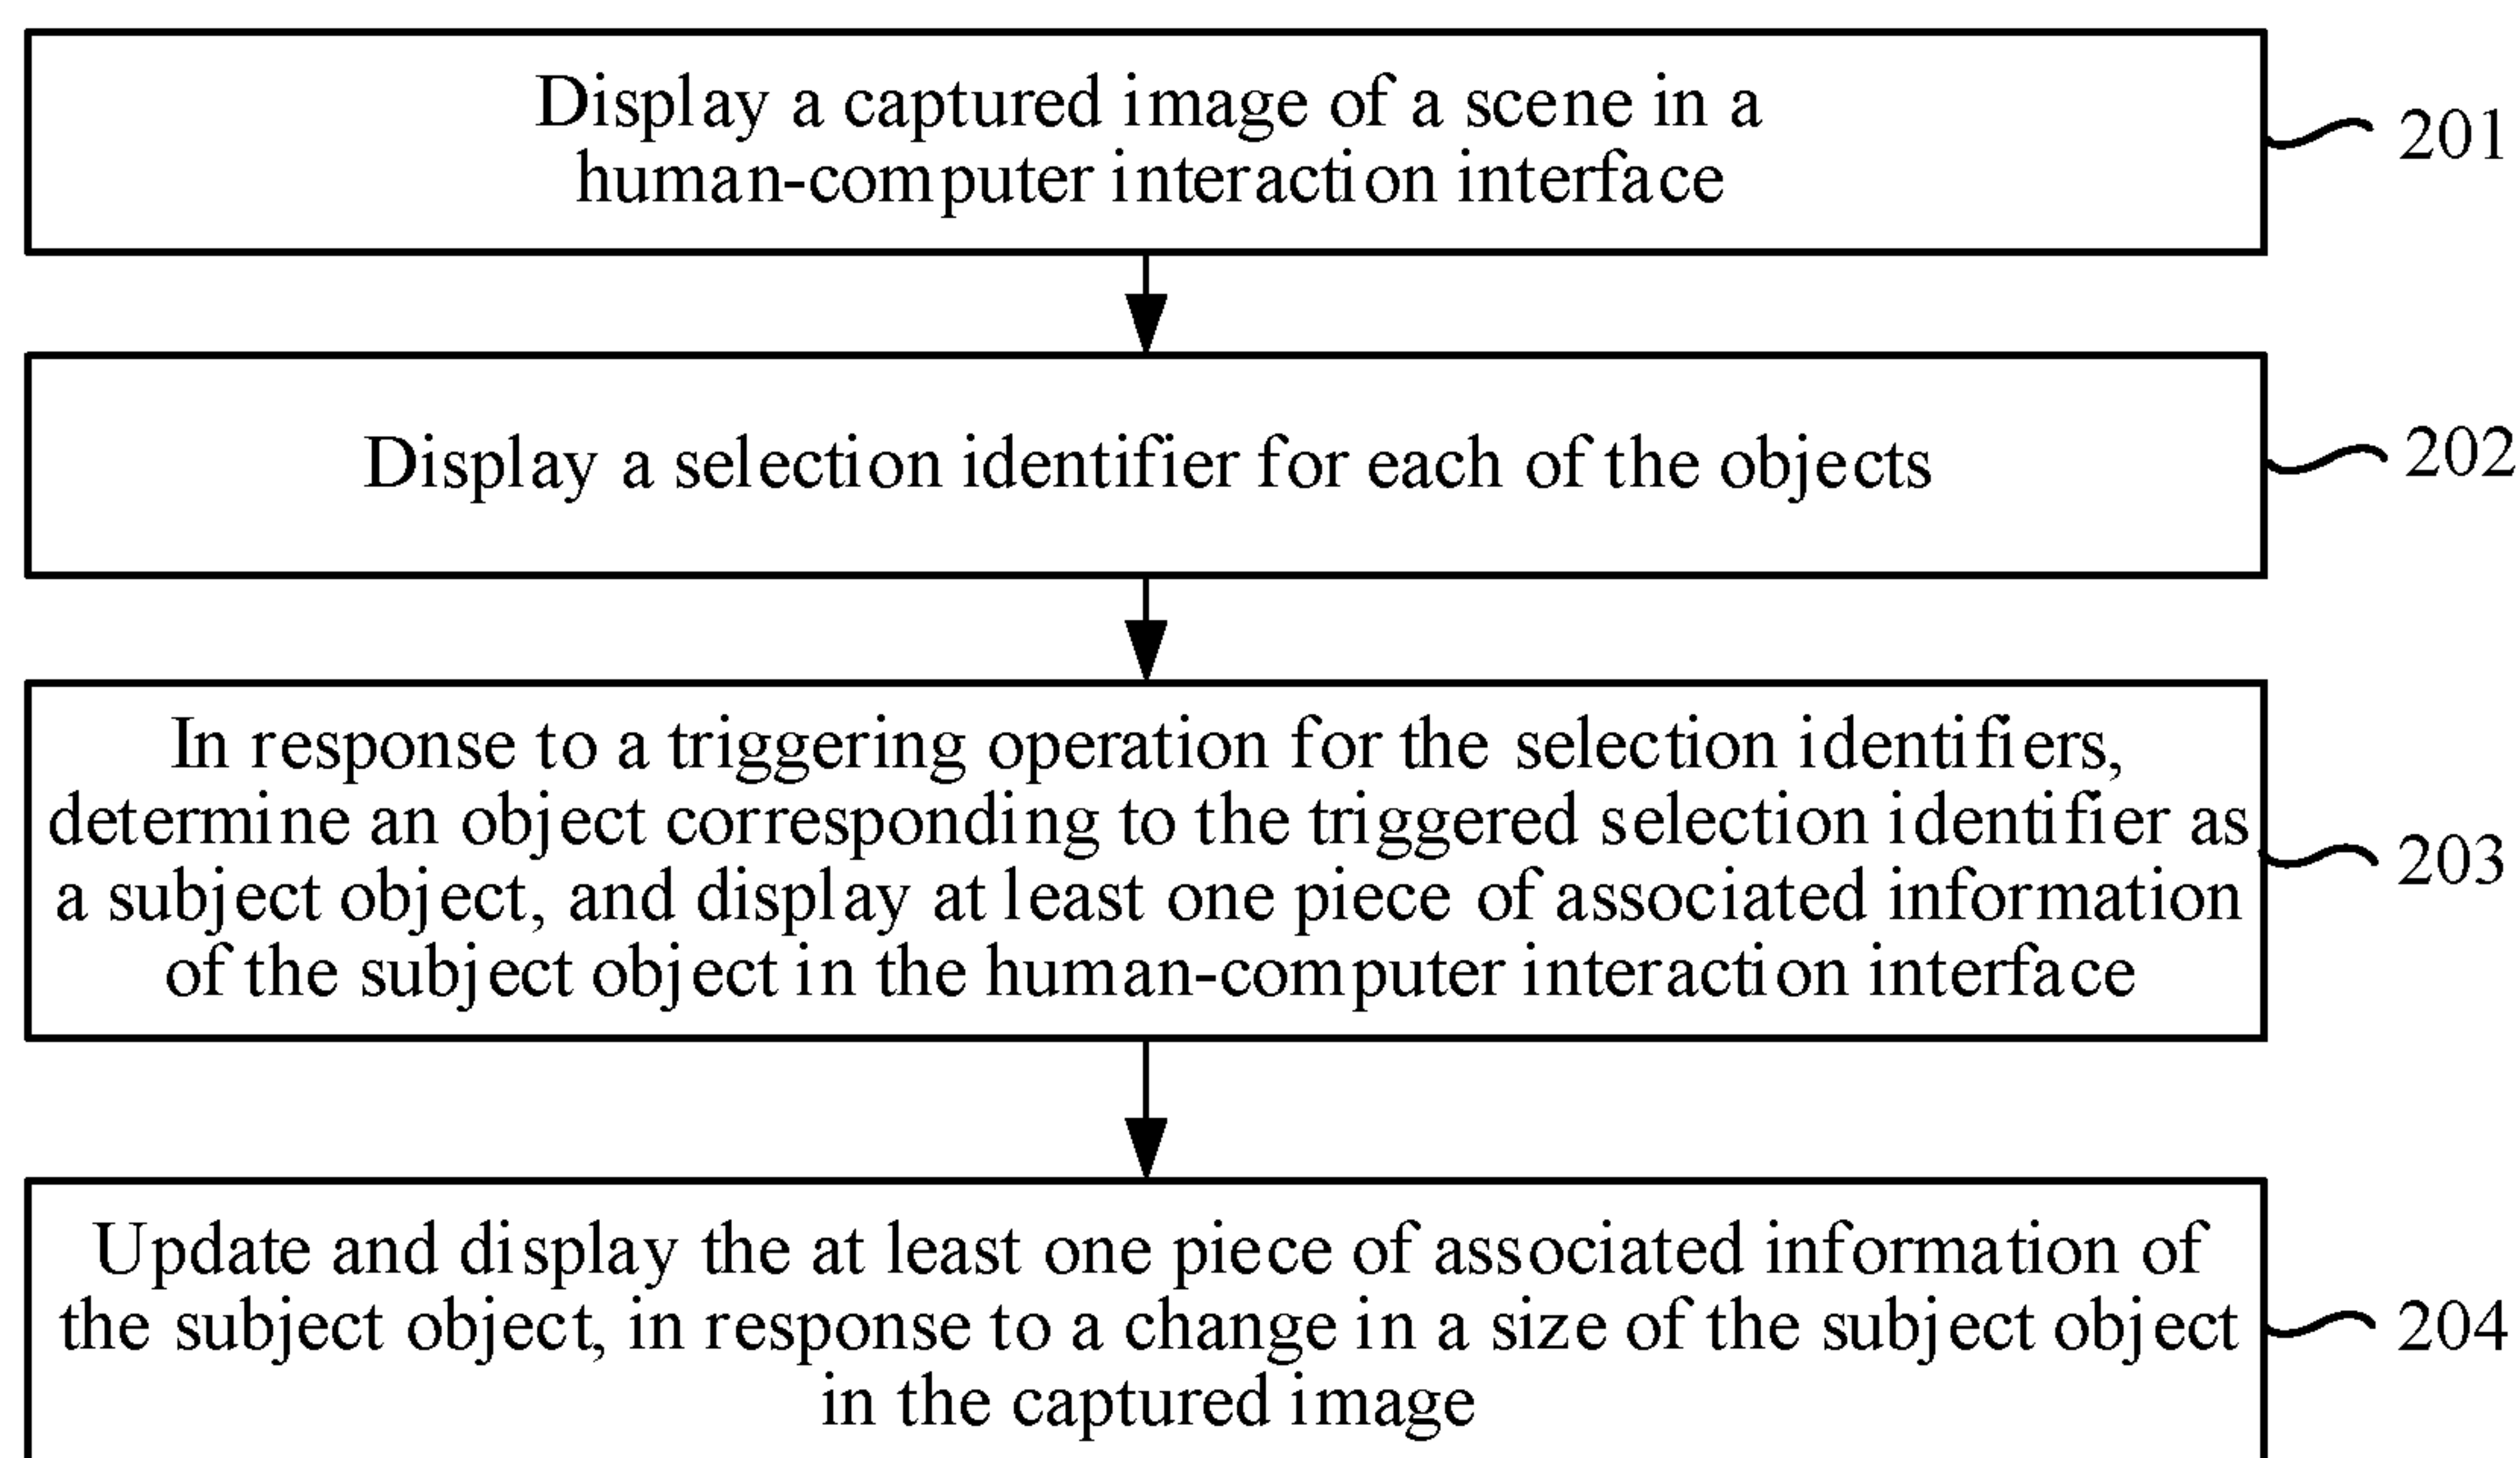 Display a captured image of a scene in a
human-computer interaction interface
201
Display a selection identifier for each of the objects
202
In response to a triggering operation for the selection identifiers,
determine an object corresponding to the triggered selection identifier as
a subject object, and display at least one piece of associated information
of the subject object in the human-computer interaction interface
203
Update and display the at least one piece of associated information of
the subject object, in response to a change in a size of the subject object
in the captured image
204